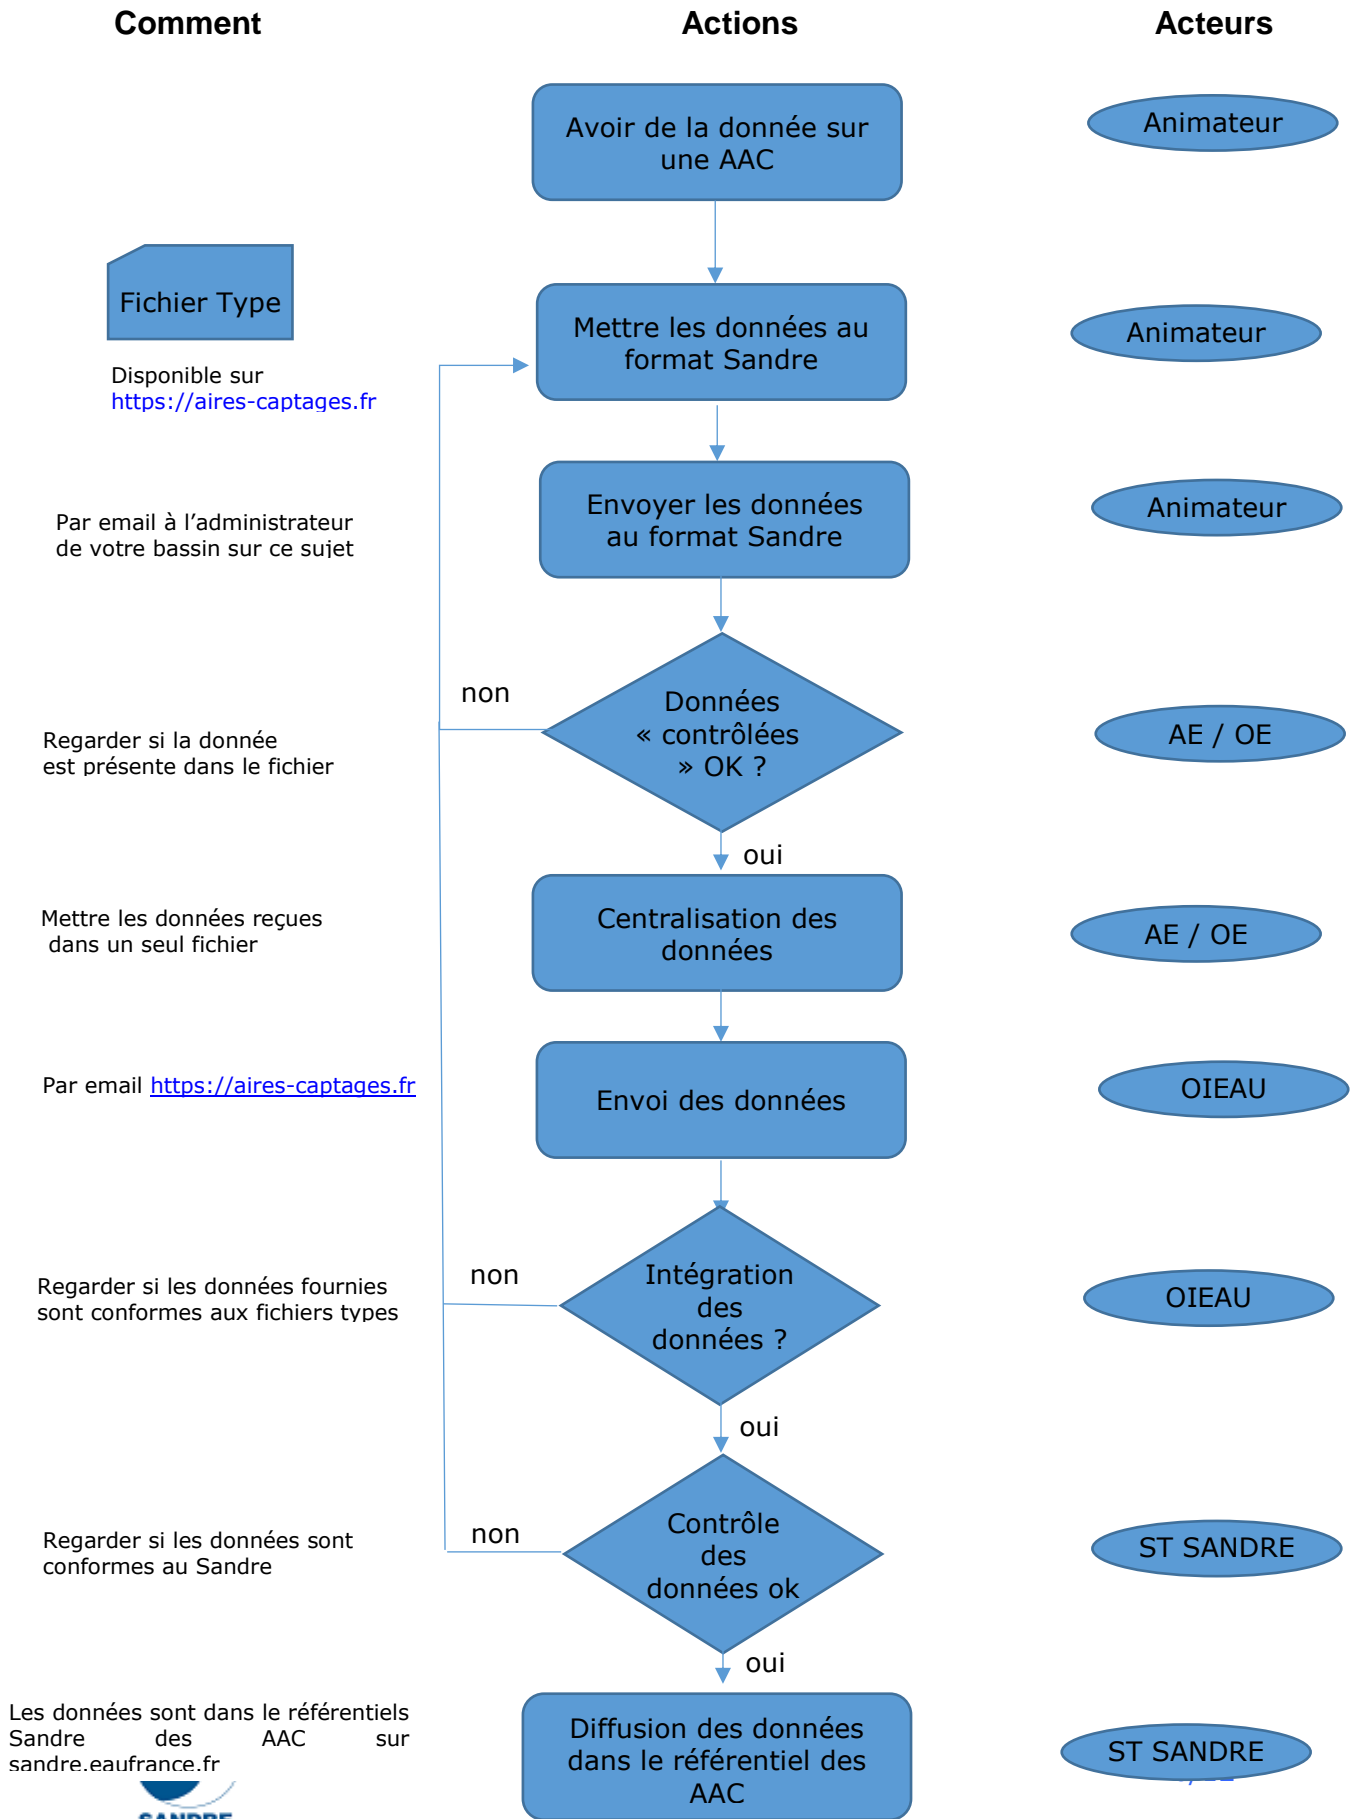 Comment
Actions
Acteurs
Avoir de la donnée sur
une AAC
Animateur
Fichier Type
Disponible sur
https://aires-captages.fr
Mettre les données au
format Sandre
Animateur
Par email à l’administrateur
de votre bassin sur ce sujet
Envoyer les données
au format Sandre
Animateur
Regarder si la donnée
est présente dans le fichier
non
Données
« contrôlées
» OK ?
AE / OE
oui
Mettre les données reçues
dans un seul fichier
Centralisation des
données
AE / OE
Par email https://aires-captages.fr
Envoi des données
OIEAU
Regarder si les données fournies
sont conformes aux fichiers types
non
Intégration
des
données ?
OIEAU
oui
Regarder si les données sont
conformes au Sandre
non
Contrôle
des
données ok
ST SANDRE
oui
Les données sont dans le référentiels
Sandre des AAC sur
sandre.eaufrance.fr
Diffusion des données
dans le référentiel des
AAC
ST SANDRE
SANDRE